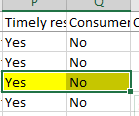 P Q
Timely res Consumer C
Yes No
Yes No
Yes No
Yes No